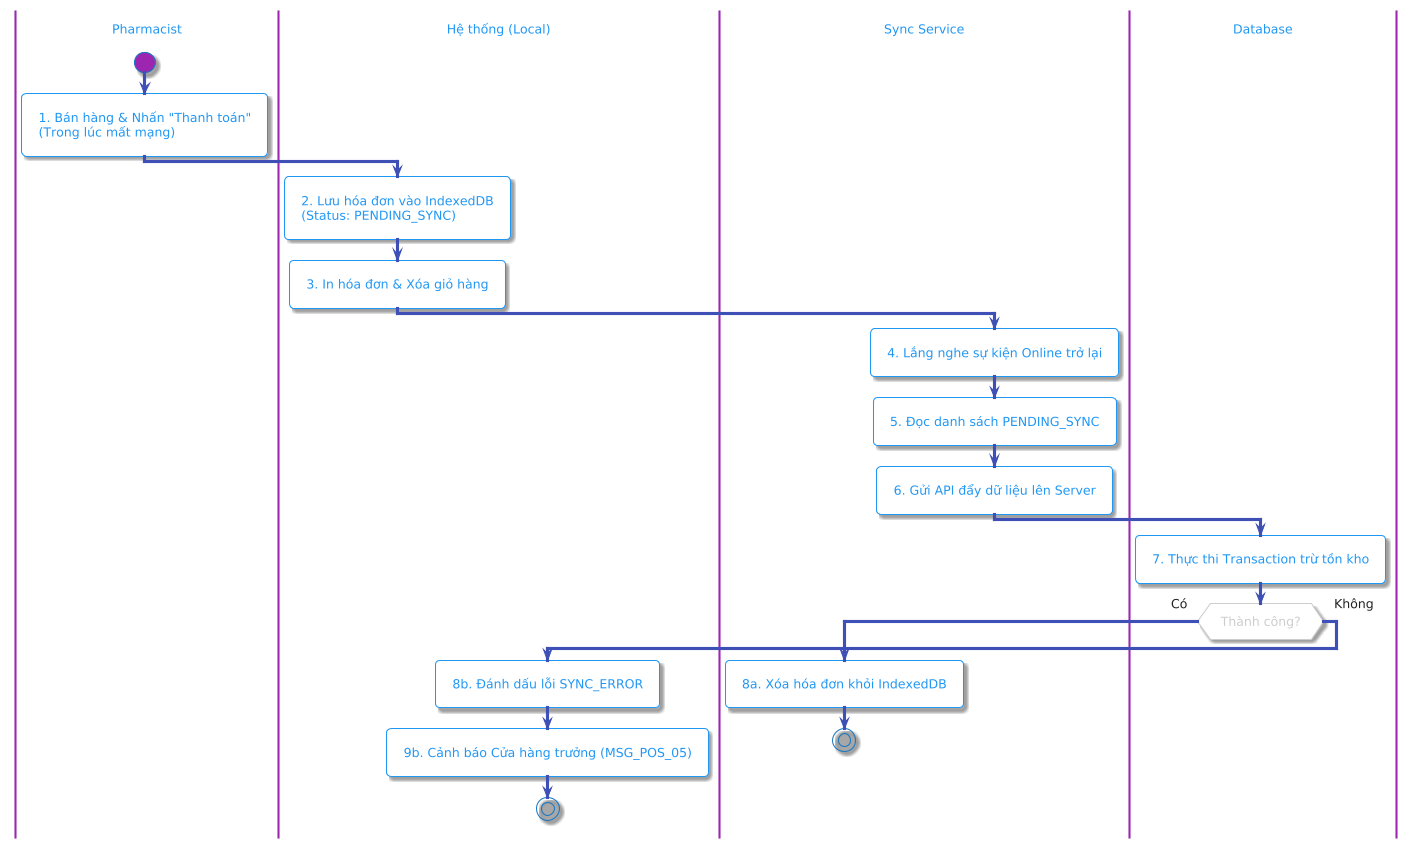 Pharmacist
Hệ thống (Local)
Sync Service
Database
1. Bán hàng & Nhấn "Thanh toán"
(Trong lúc mất mạng)
2. Lưu hóa đơn vào IndexedDB
(Status: PENDING_SYNC)
3. In hóa đơn & Xóa giỏ hàng
4. Lắng nghe sự kiện Online trở lại
5. Đọc danh sách PENDING_SYNC
6. Gửi API đẩy dữ liệu lên Server
7. Thực thi Transaction trừ tồn kho
Có
Thành công?
Không
8b. Đánh dấu lỗi SYNC_ERROR
8a. Xóa hóa đơn khỏi IndexedDB
9b. Cảnh báo Cửa hàng trưởng (MSG_POS_05)